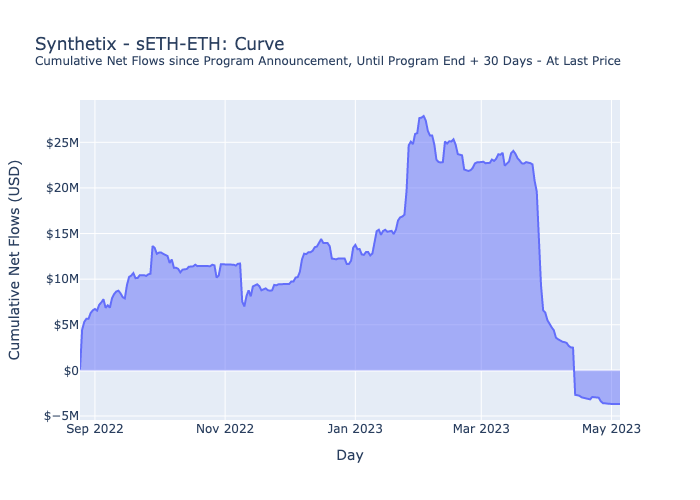 Synthetix - sETH-ETH: Curve
Cumulative Net Flows since Program Announcement, Until Program End + 30 Days - At Last Price
Cumulative Net Flows (USD)
$25M
$20M
$15M
$10M
$5M
$0
$−5M
Sep 2022
Nov 2022
Jan 2023
Mar 2023
May 2023
Day